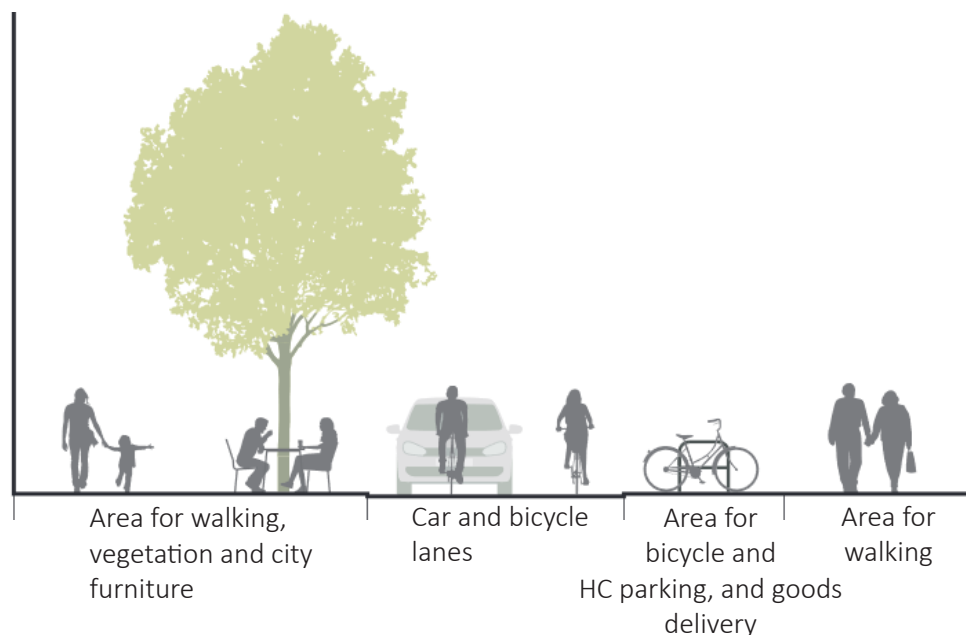 Area for walking,
vegetation and city
furniture
Car and bicycle
lanes
Area for
bicycle and
HC parking, and goods
delivery
Area for
walking